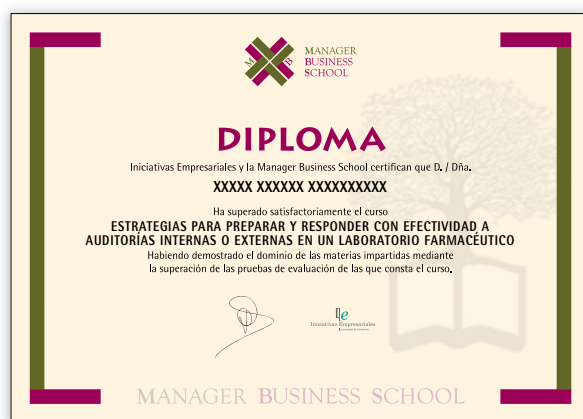 M B
MANAGER
BUSINESS
SCHOOL
DIPLOMA
Iniciativas Empresariales y la Manager Business School certifican que D. / Dña.
XXXXX XXXXXX XXXXXXXXXX
Ha superado satisfactoriamente el curso
ESTRATEGIAS PARA PREPARAR Y RESPONDER CON EFECTIVIDAD A
AUDITORÍAS INTERNAS O EXTERNAS EN UN LABORATORIO FARMACÉUTICO
Habiendo demostrado el dominio de las materias impartidas mediante
la superación de las pruebas de evaluación de las que consta el curso.
Iniciativas Empresariales
MANAGER BUSINESS SCHOOL